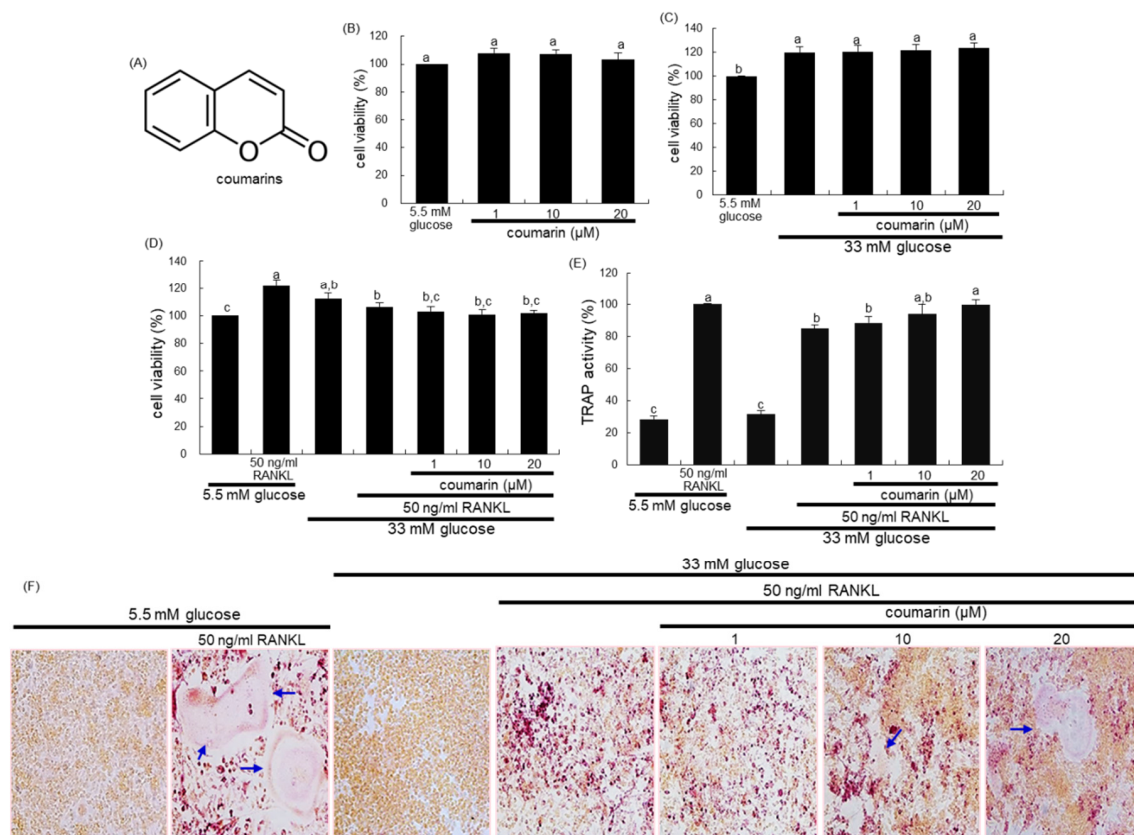 (A)
O
O
coumarins
(B)
cell viability (%)
120
100
80
60
40
20
0
a
a
a
a
5.5 mM
glucose
1
10
20
coumarin (µM)
(C)
cell viability (%)
140
120
100
80
60
40
20
0
b
a
a
a
a
5.5 mM
glucose
1
10
20
coumarin (µM)
33 mM glucose
(D)
cell viability (%)
140
120
100
120
140
60
40
20
0
c
a
a,b
b
b,c
b,c
b,c
50 ng/ml
RANKL
5.5 mM glucose
1
10
20
coumarin (µM)
50 ng/ml RANKL
33 mM glucose
(E)
TRAP activity (%)
120
100
80
60
40
20
0
c
a
c
b
b
a,b
a
50 ng/ml
RANKL
5.5 mM glucose
1
10
20
coumarin (µM)
50 ng/ml RANKL
33 mM glucose
(F)
33 mM glucose
50 ng/ml RANKL
5.5 mM glucose
coumarin (µM)
50 ng/ml RANKL
1
10
20